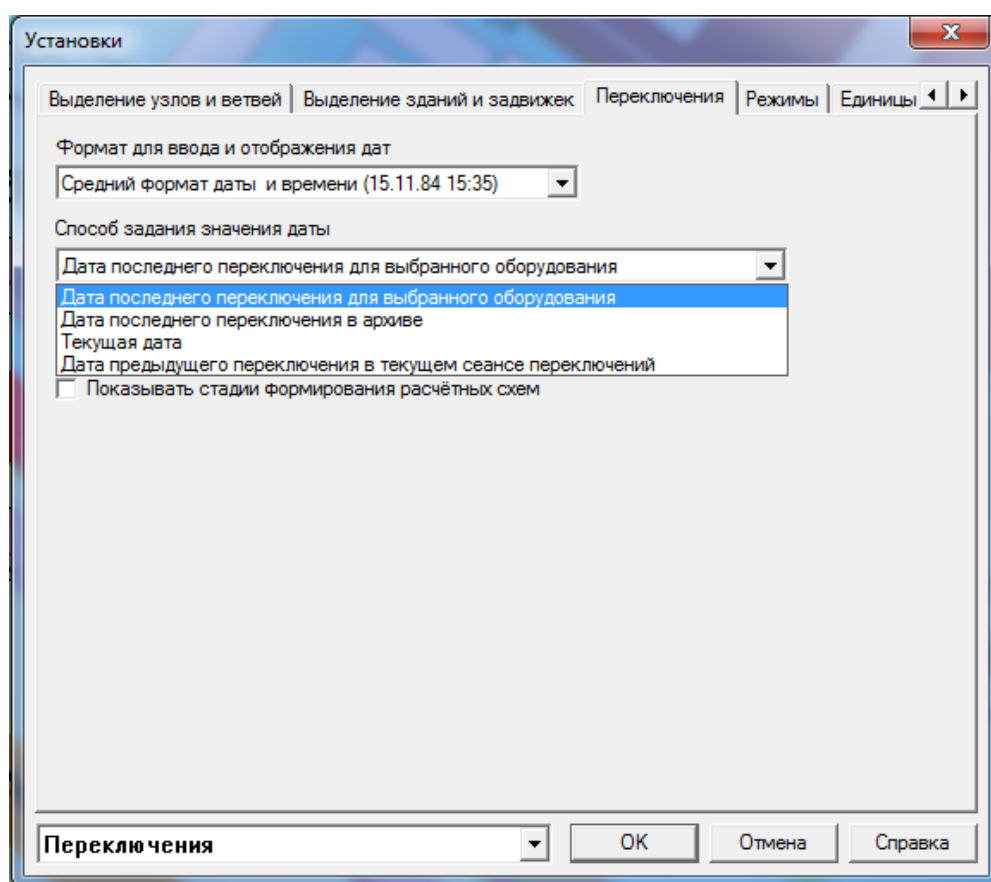 Установки
Выделение узлов и ветвей
Выделение зданий и задвижек
Переключения
Режимы
Единицы
Формат для ввода и отображения дат
Средний формат даты и времени (15.11.84 15:35)
Способ задания значения даты
Дата последнего переключения для выбранного оборудования
Дата последнего переключения для выбранного оборудования
Дата последнего переключения в архиве
Текущая дата
Дата предыдущего переключения в текущем сеансе переключений
Показывать стадии формирования расчётных схем
Переключения
OK
Отмена
Справка